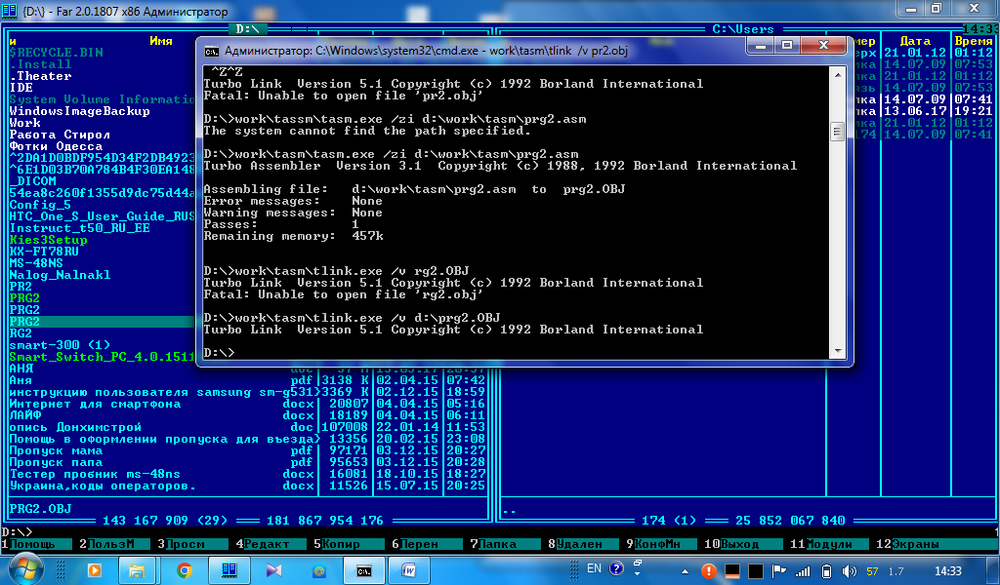 {D:\} - Far 2.0.1807 x86 Администратор
D:\
C:\Users
14:33
и Имя
Дата Время
$RECYCLE.BIN
21.01.12 01:12
.Install
14.07.09 07:53
.Theater
21.01.12 01:12
IDE
14.07.09 07:53
System Volume Informatio
14.07.09 07:41
WindowsImageBackup
13.06.17 19:21
Work
21.01.12 01:12
Работа Стирол
174 14.07.09 07:41
Фотки Одесса
^2DA1D0BDF954D34F2DB4923
^6E1D03B70A784B4F30EA148
_DICOM
54ea8c260f1355d9dc75d44a
Config_5
HTC_One_S_User_Guide_RUS
Instruct_t50_RU_EE
Kies3Setup
KX-FT78RU
MS-48NS
Nalog_Nalnakl
PR2
PRG2
PRG2
PRG2
RG2
smart-300 (1)
Smart_Switch_PC_4.0.1511
Администратор: C:\Windows\system32\cmd.exe - work\tasm\tlink /v pr2.obj
^Z^Z
Turbo Link Version 5.1 Copyright (c) 1992 Borland International
Fatal: Unable to open file 'pr2.obj'
D:\>work\tassm\tasm.exe /zi d:\work\tasm\prg2.asm
The system cannot find the path specified.
D:\>work\tasm\tasm.exe /zi d:\work\tasm\prg2.asm
Turbo Assembler Version 3.1 Copyright (c) 1988, 1992 Borland International
Assembling file: d:\work\tasm\prg2.asm to prg2.OBJ
Error messages: None
Warning messages: None
Passes: 1
Remaining memory: 457k
D:\>work\tasm\tlink.exe /v rg2.OBJ
Turbo Link Version 5.1 Copyright (c) 1992 Borland International
Fatal: Unable to open file 'rg2.obj'
D:\>work\tasm\tlink.exe /v d:\prg2.OBJ
Turbo Link Version 5.1 Copyright (c) 1992 Borland International
D:\>
АНЯ doc 37 K 13.03.17 20:37
Аня pdf 3138 K 02.04.15 07:42
инструкцию пользователя samsung sm-g531} 3369 K 02.12.15 18:59
Интернет для смартфона docx 20807 04.04.15 05:16
ЛАЙФ docx 18189 04.04.15 06:11
опись Донхимстрой doc 107008 22.01.14 11:53
Помощь в оформлении пропуска для въезда} 13356 20.02.15 23:08
Пропуск мама pdf 97171 03.12.15 20:27
Пропуск папа pdf 95653 03.12.15 20:28
Тестер пробник ms-48ns docx 16081 18.10.15 18:27
Украина,коды операторов. docx 11526 15.07.15 20:25
PRG2.OBJ
..
143 167 909 (29) 181 867 954 176
174 (1) 25 852 067 840
D:\>
1Помощь 2ПользМ 3Просм 4Редакт 5Копир 6Перен 7Папка 8Удален 9КонфМн 10Выход 11Модули 12Экраны
EN 57 1.7 14:33